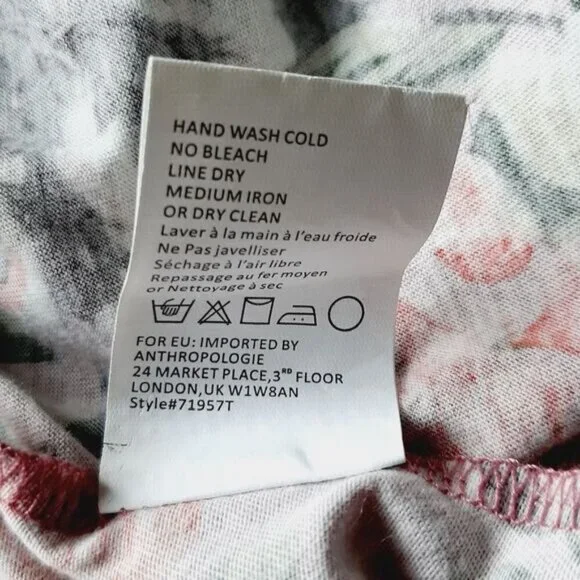 HAND WASH COLD
NO BLEACH
LINE DRY
MEDIUM IRON
OR DRY CLEAN
Laver à la main à l'eau froide
Ne Pas javelliser
Séchage à l'air libre
Repassage au fer moyen
or Nettoyage à sec
FOR EU: IMPORTED BY
ANTHROPOLOGIE
24 MARKET PLACE,3RD FLOOR
LONDON,UK W1W8AN
Style#71957T